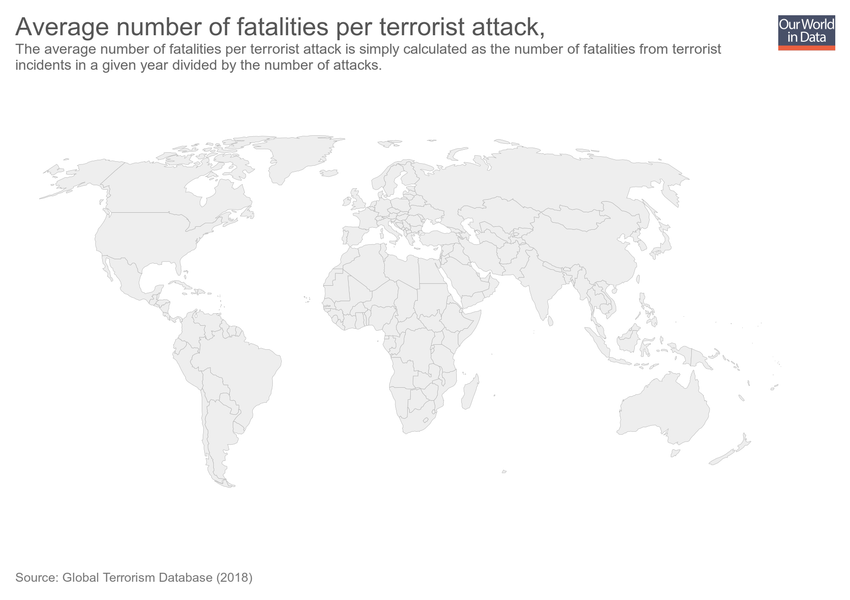 Average number of fatalities per terrorist attack,
The average number of fatalities per terrorist attack is simply calculated as the number of fatalities from terrorist
incidents in a given year divided by the number of attacks.
Our World
in Data
Source: Global Terrorism Database (2018)